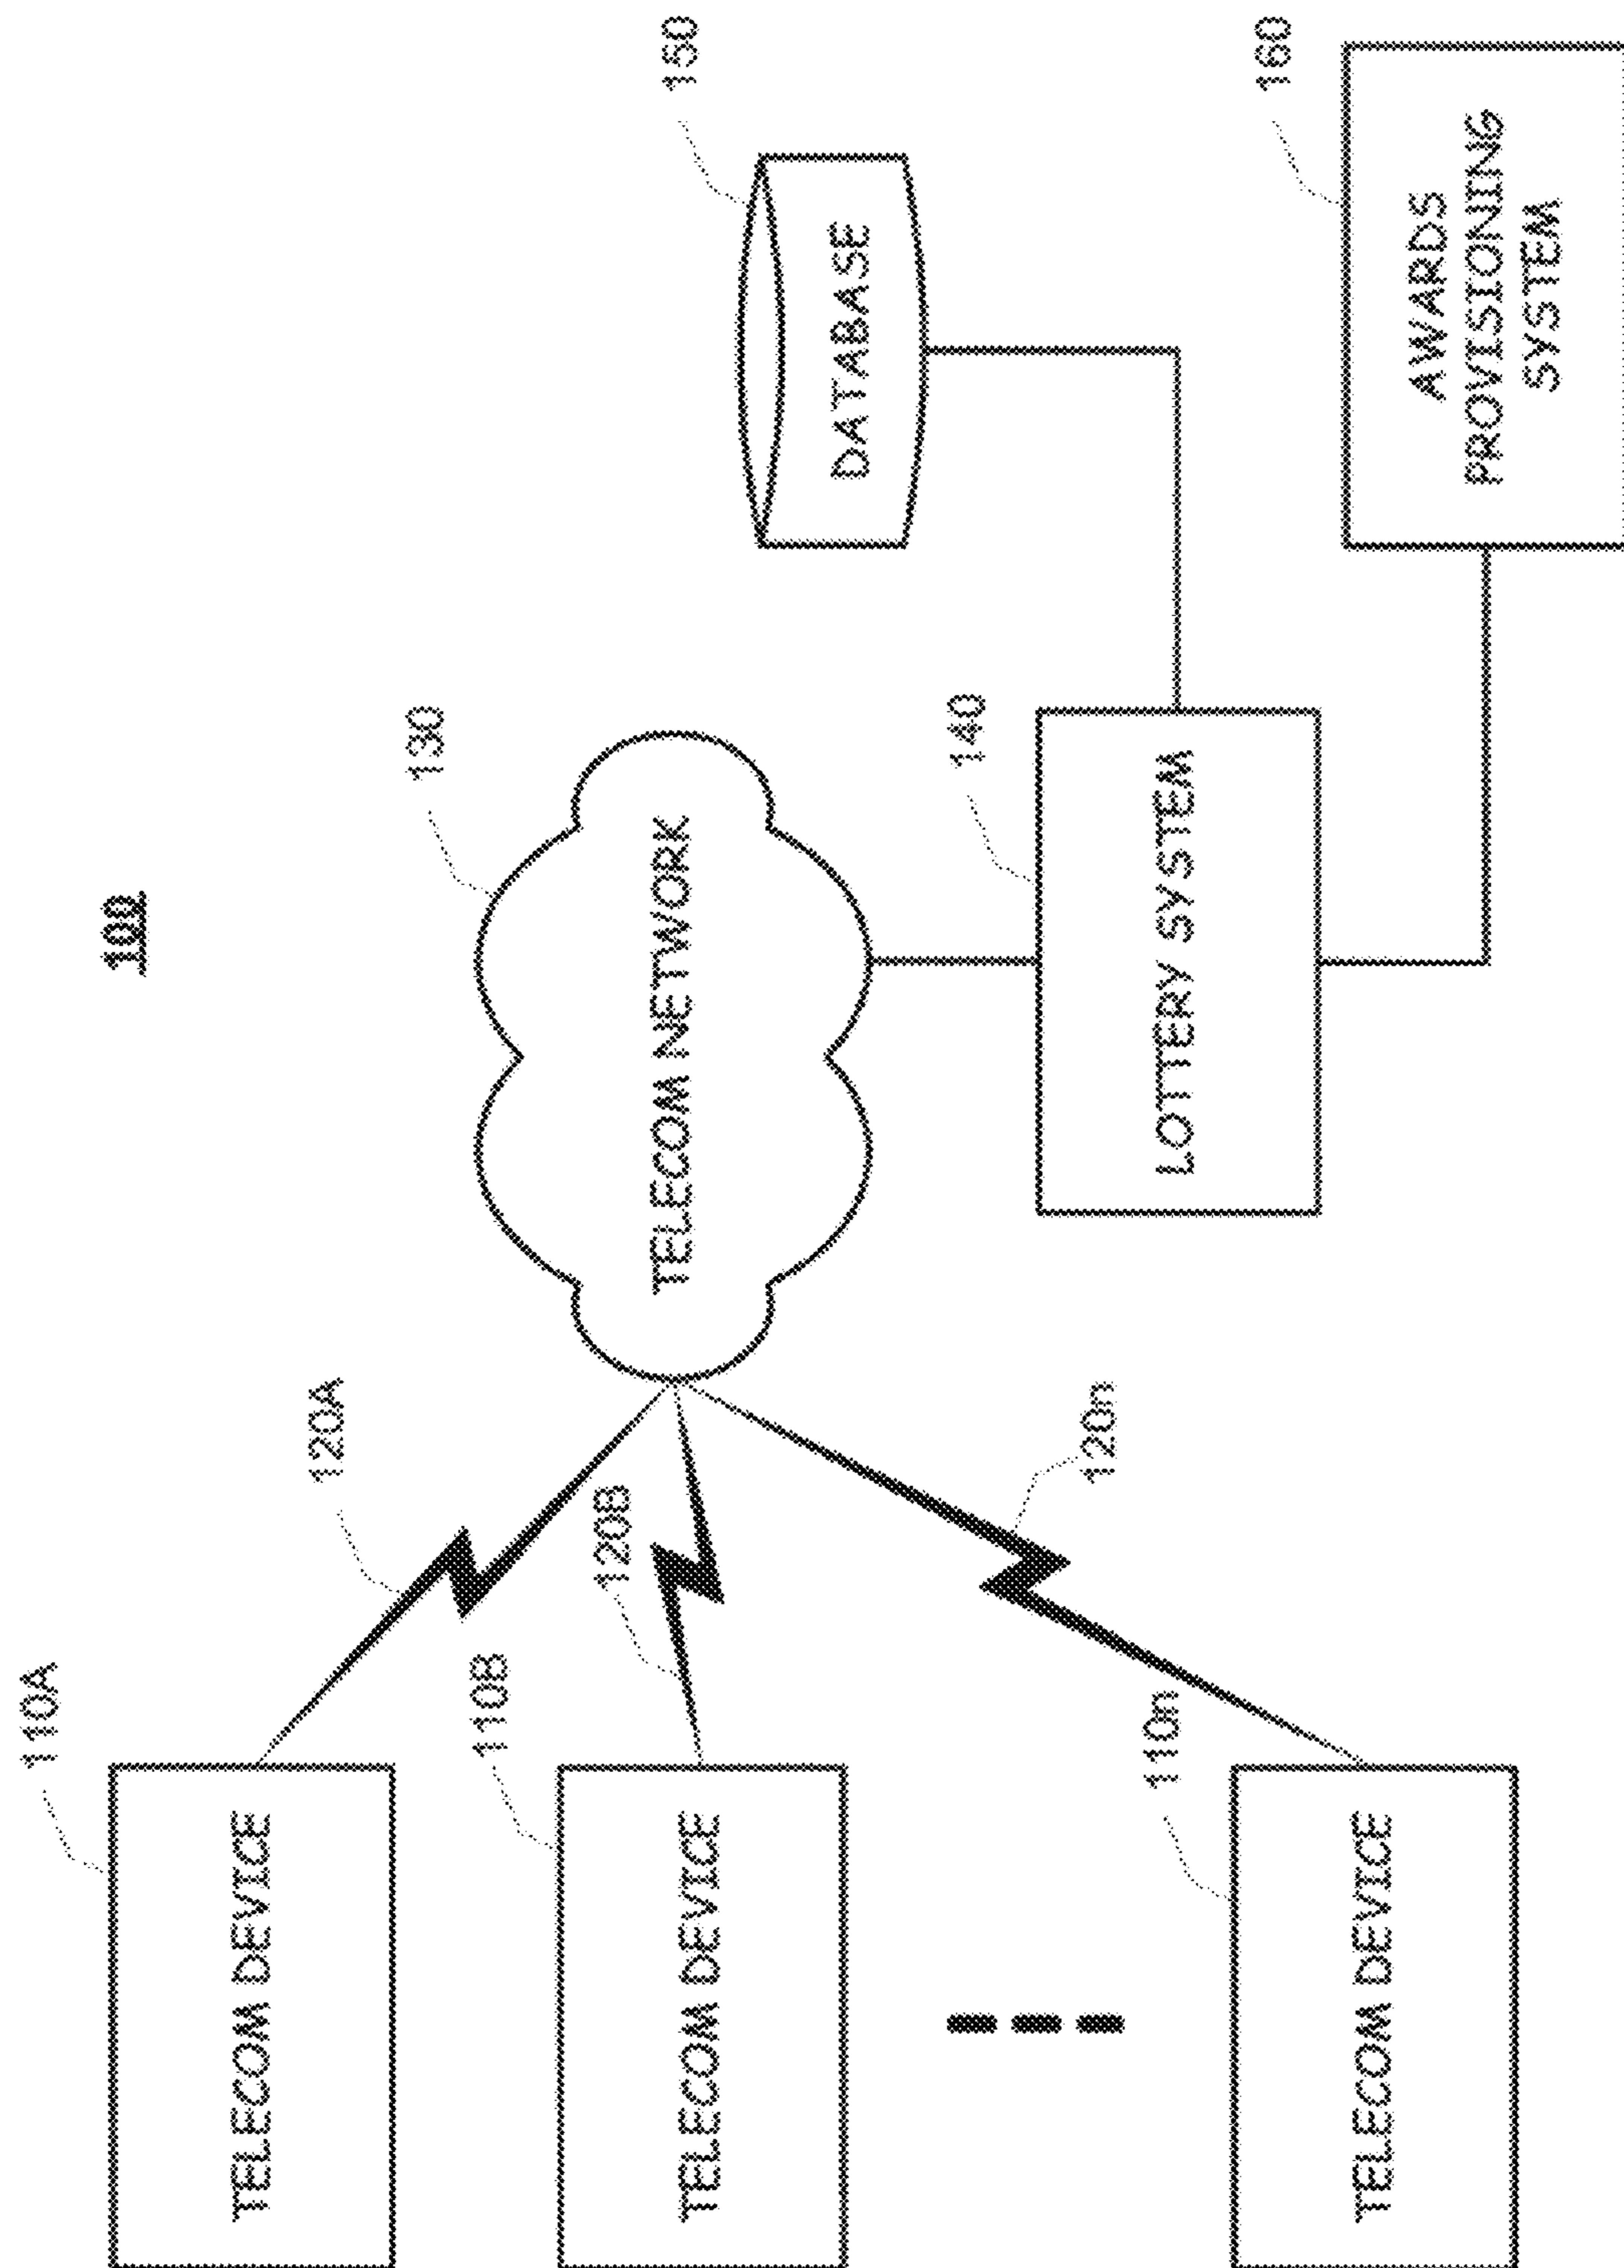 100
110A
TELECOM DEVICE
120A
110B
TELECOM DEVICE
120B
130
TELECOM NETWORK
150
DATABASE
110n
TELECOM DEVICE
120n
140
LOTTERY SYSTEM
160
AWARDS
PROVISIONING
SYSTEM